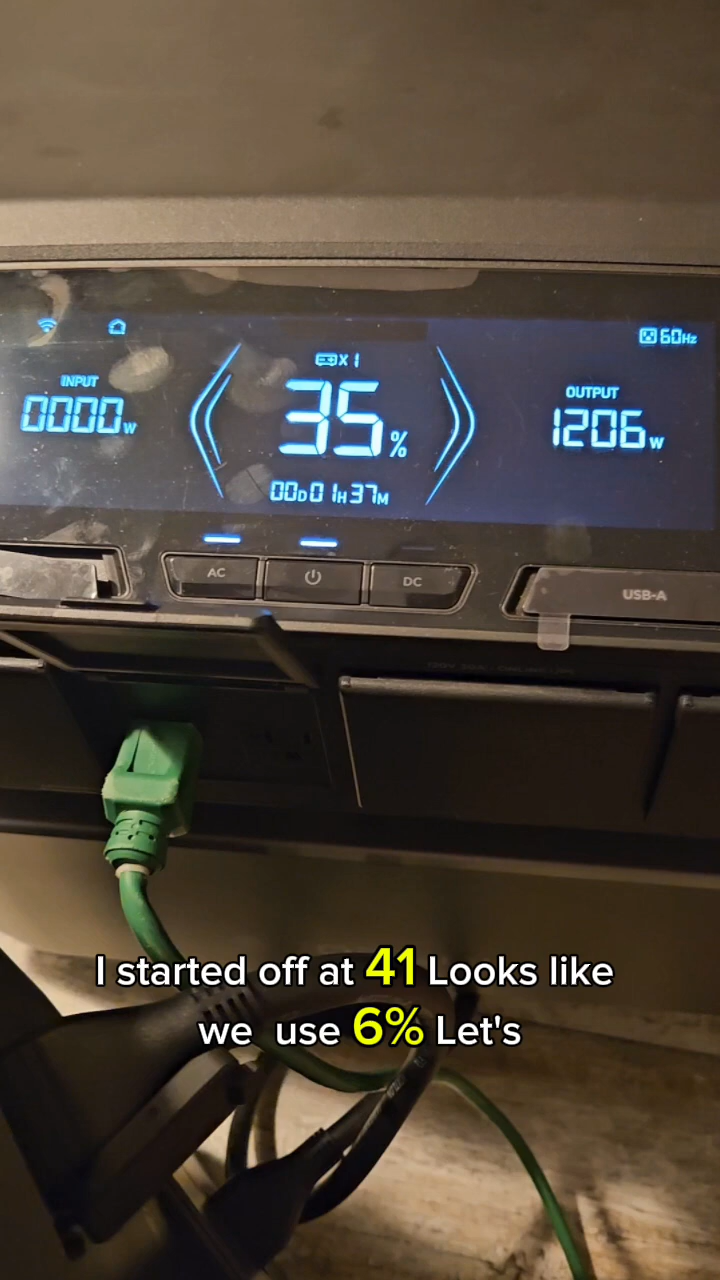 60Hz
X1
INPUT
0000W
35%
OUTPUT
1206W
00D01H37M
AC
DC
USB-A
I started off at 41 Looks like
we use 6% Let's